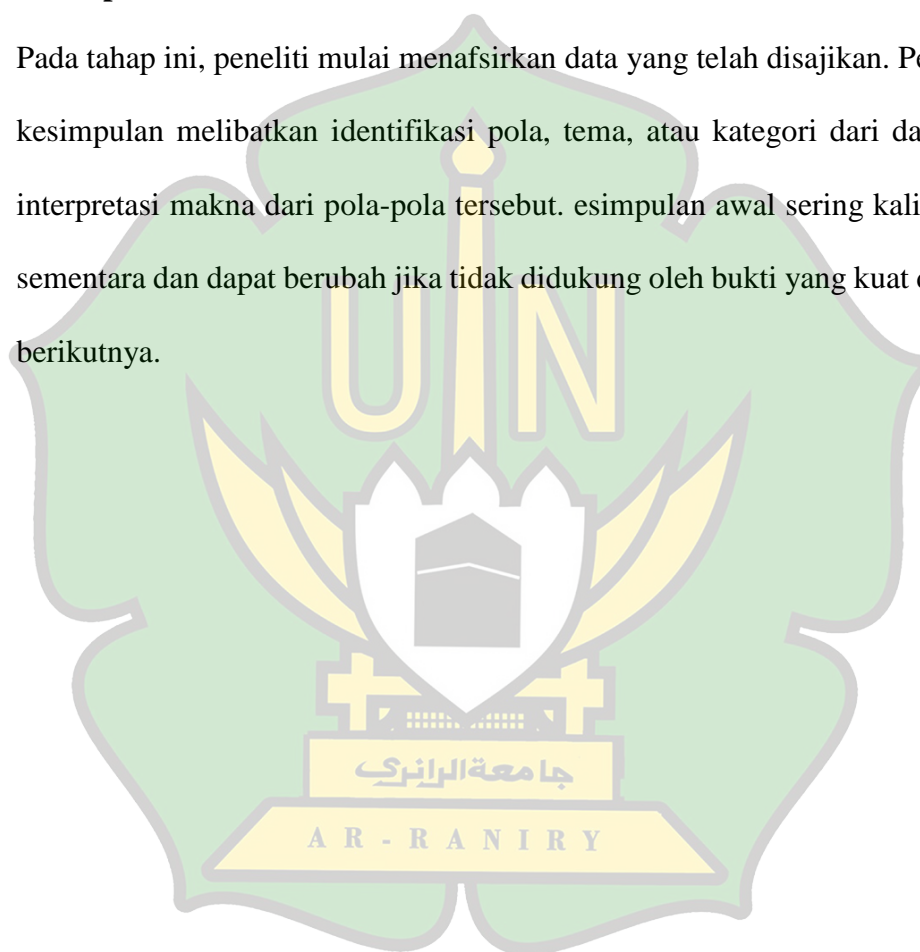 Pada tahap ini, peneliti mulai menafsirkan data yang telah disajikan.
kesimpulan melibatkan identifikasi pola, tema, atau kategori dari
interpretasi makna dari pola-pola tersebut. esimpulan awal sering kali
sementara dan dapat berubah jika tidak didukung oleh bukti yang kuat
berikutnya.
U N
جامعة الرانري
AR-RANIRY